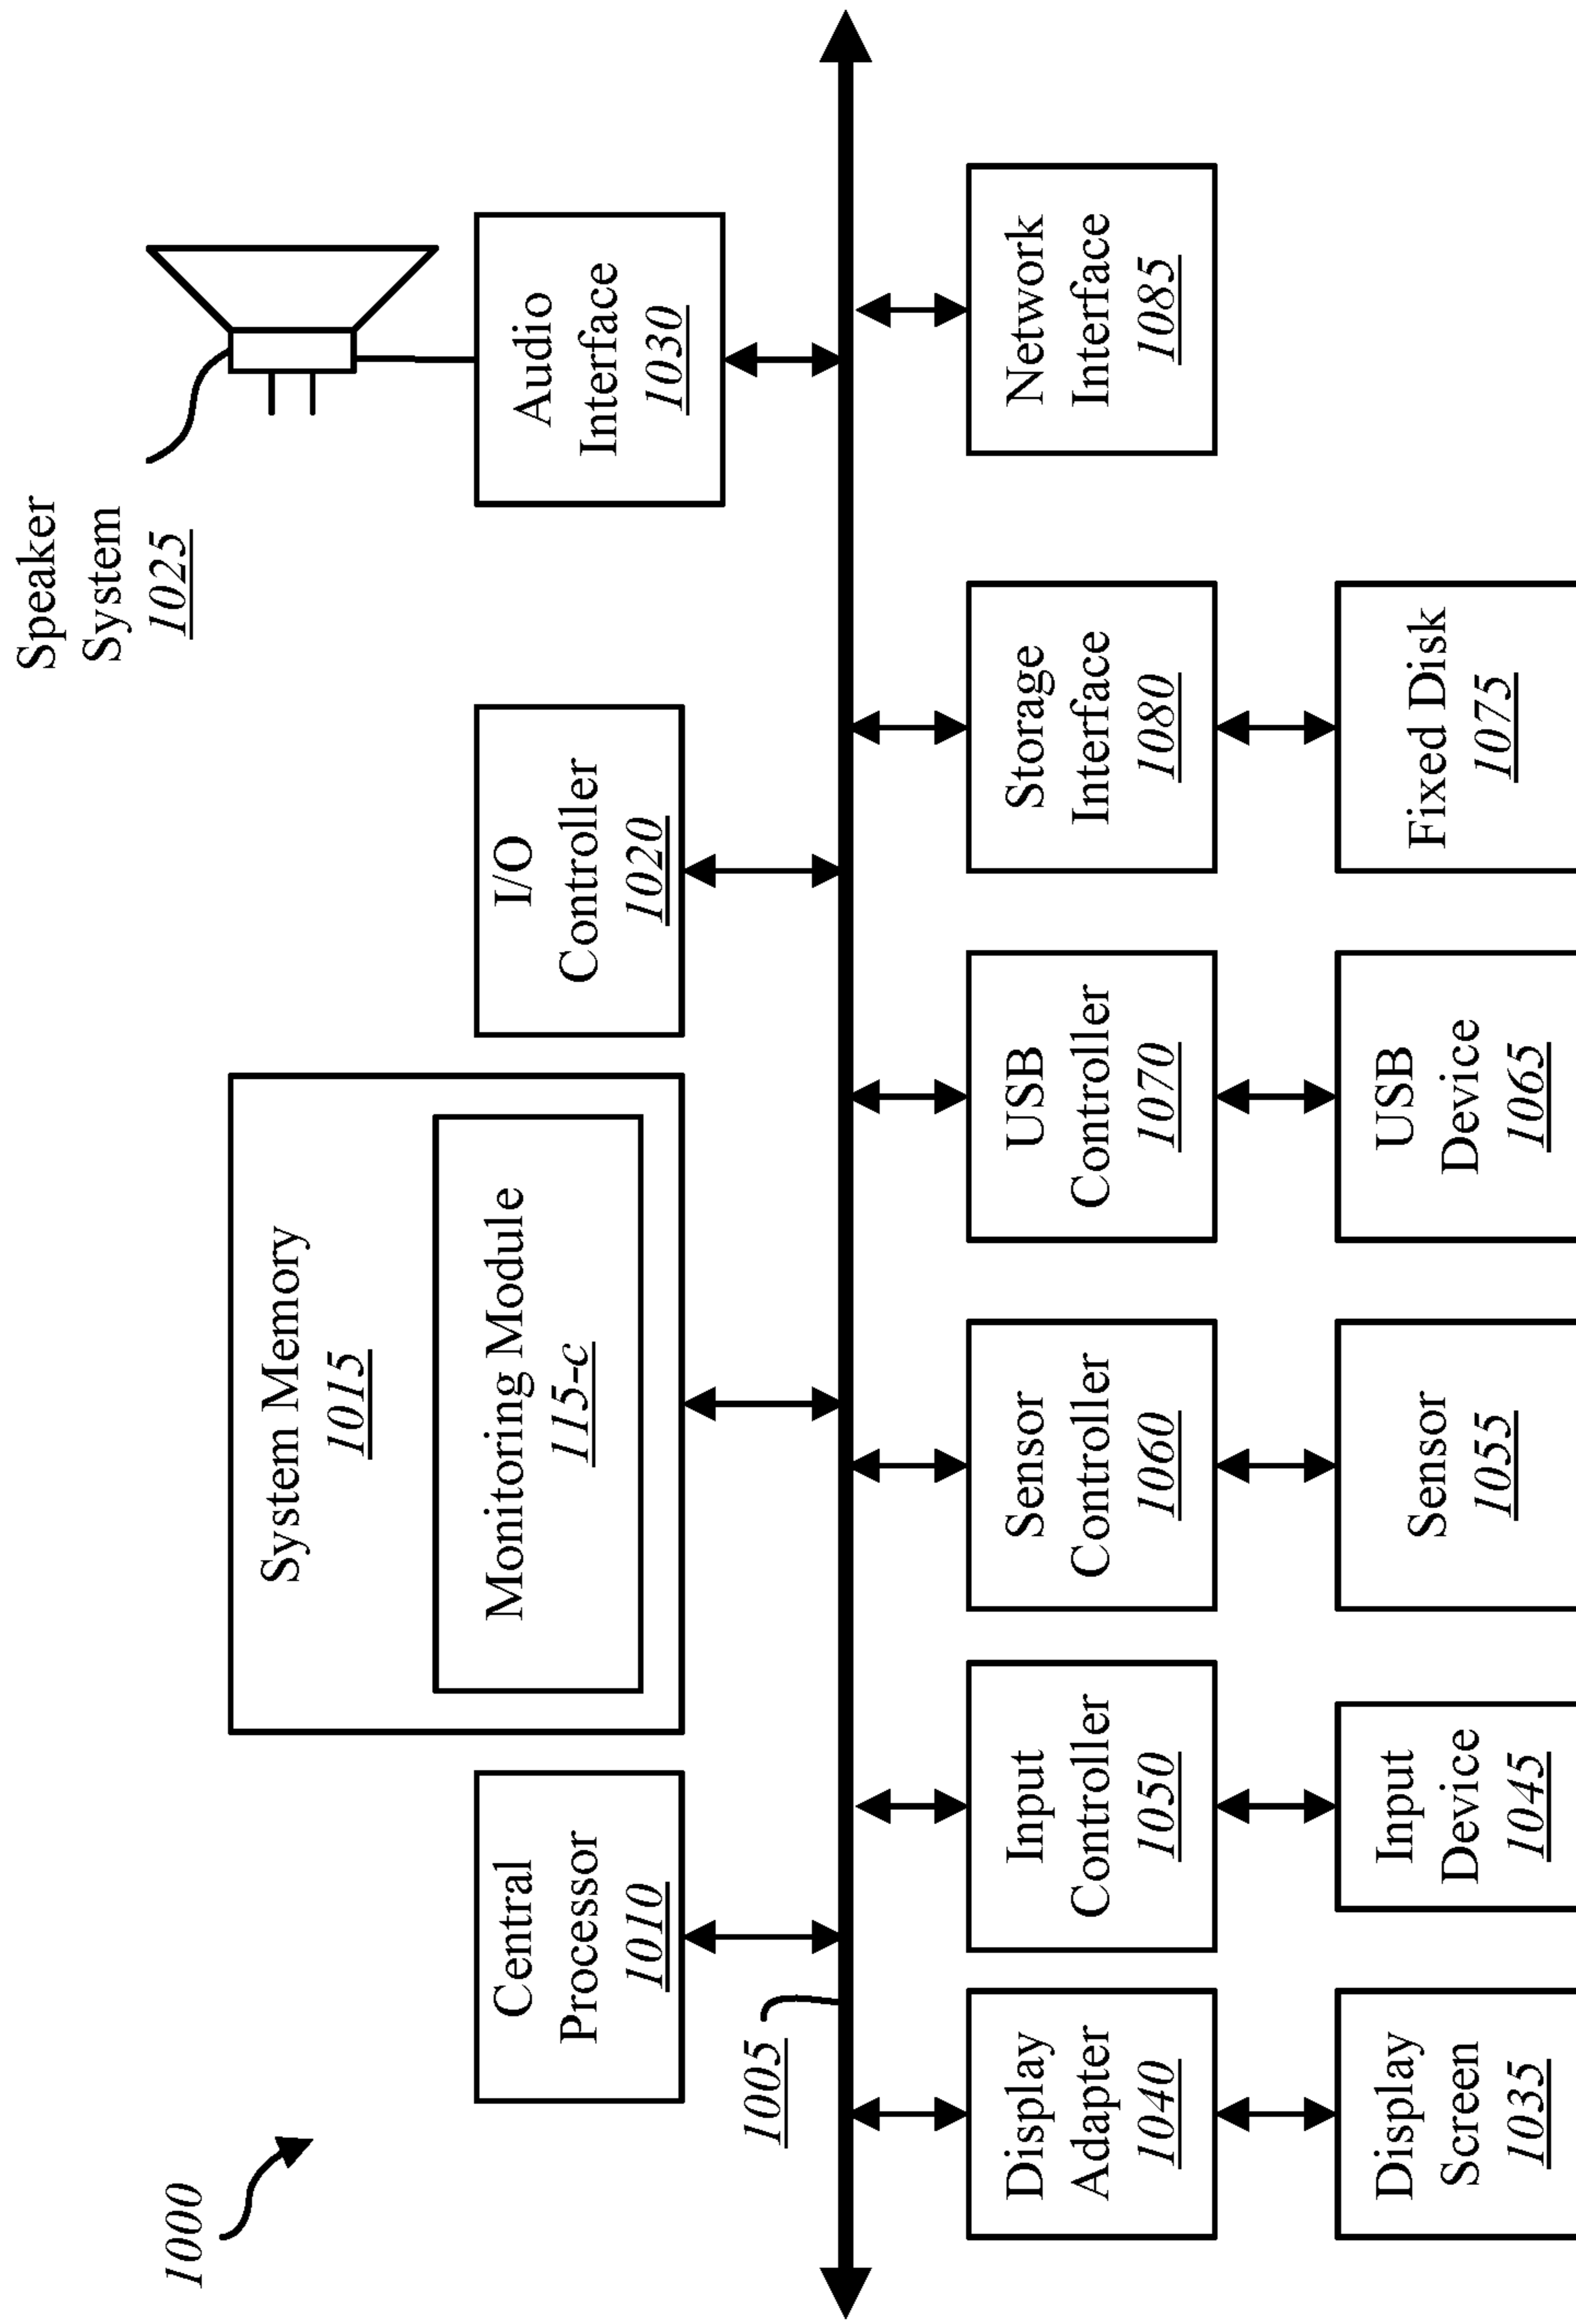 1000
Speaker
System
1025
Central
Processor
1010
System Memory
1015
Monitoring Module
115-c
I/O
Controller
1020
Audio
Interface
1030
1005
Display
Adapter
1040
Input
Controller
1050
Sensor
Controller
1060
USB
Controller
1070
Storage
Interface
1080
Network
Interface
1085
Display
Screen
1035
Input
Device
1045
Sensor
1055
USB
Device
1065
Fixed Disk
1075